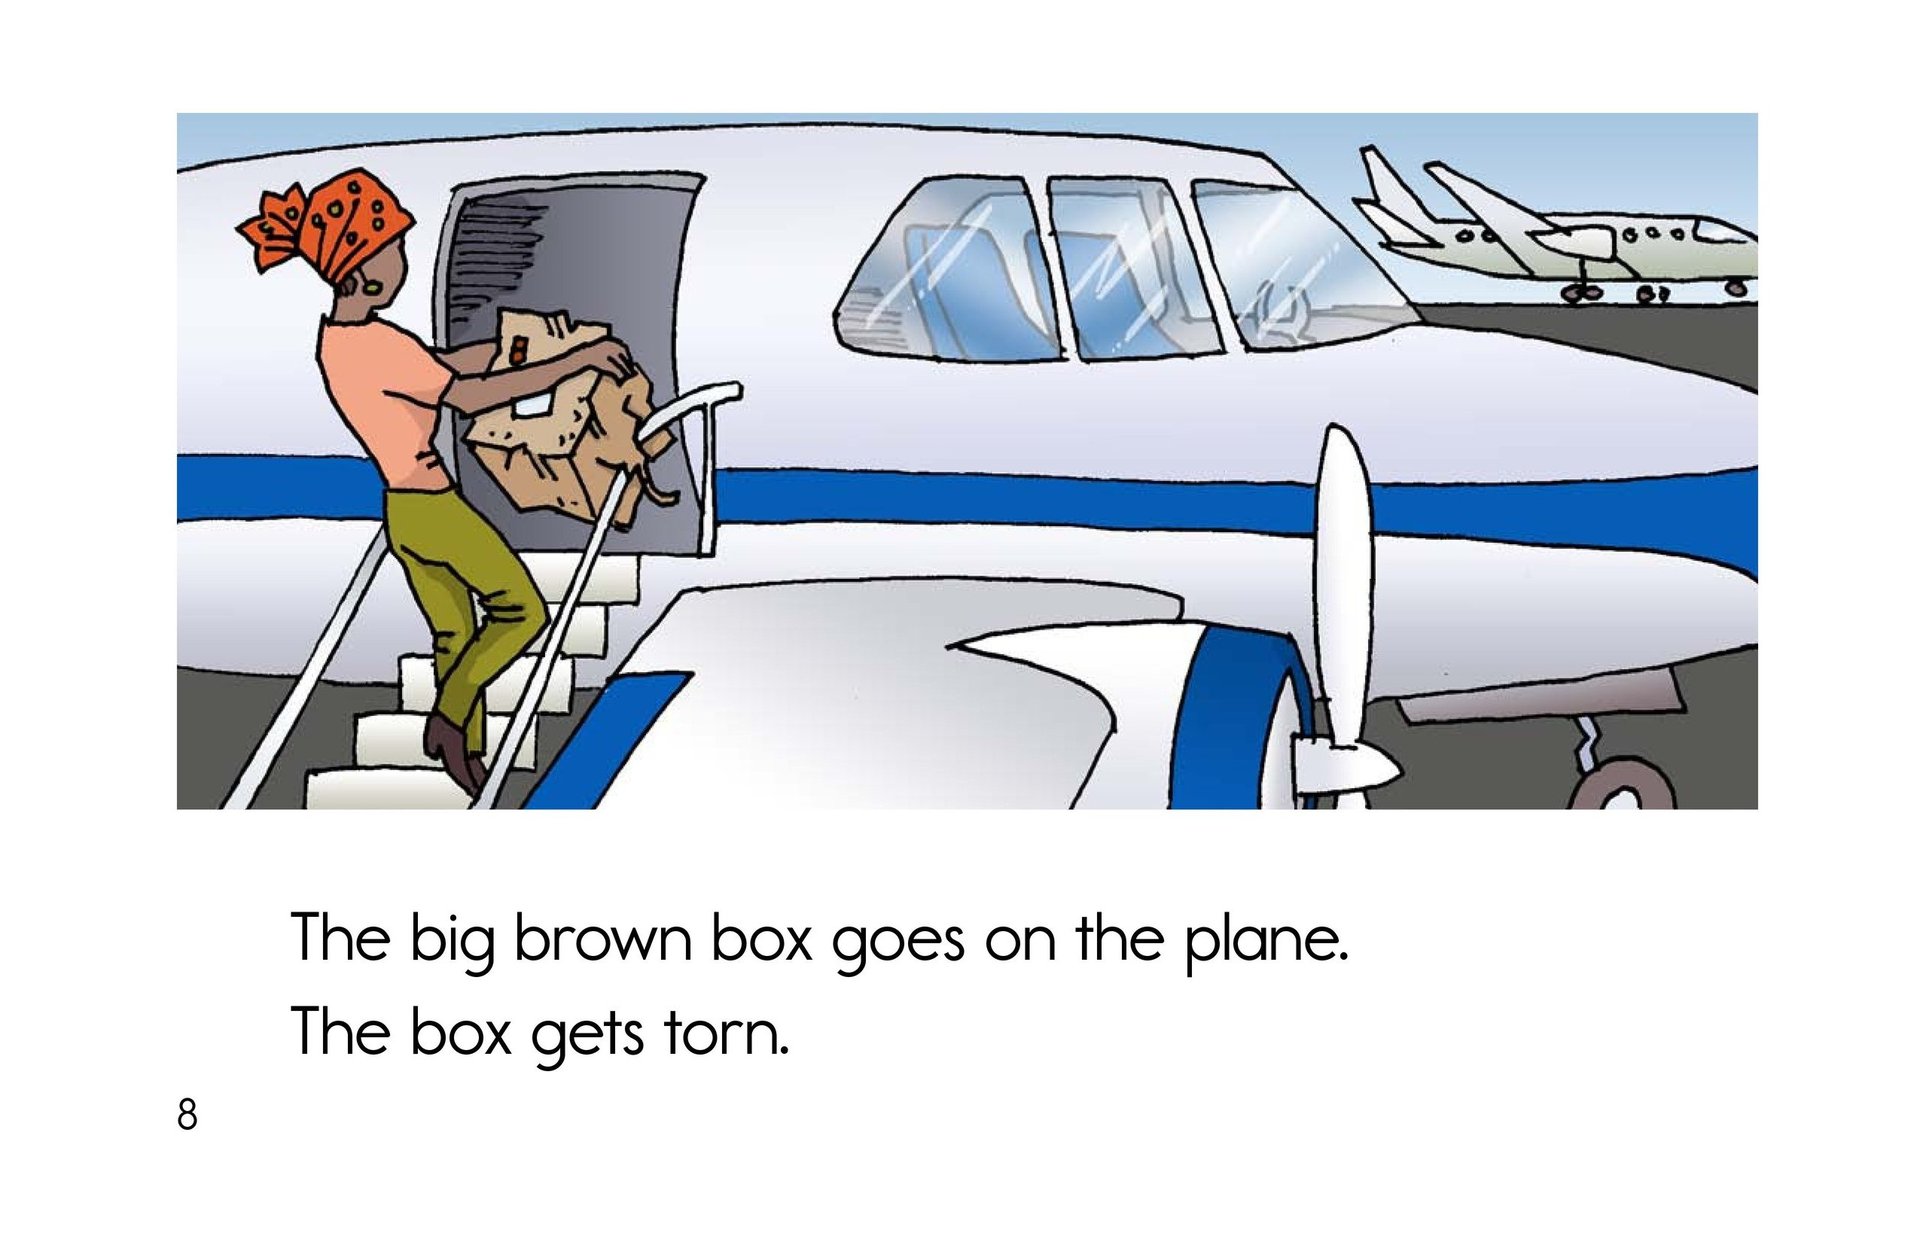 The big brown box goes on the plane.
The box gets torn.
8